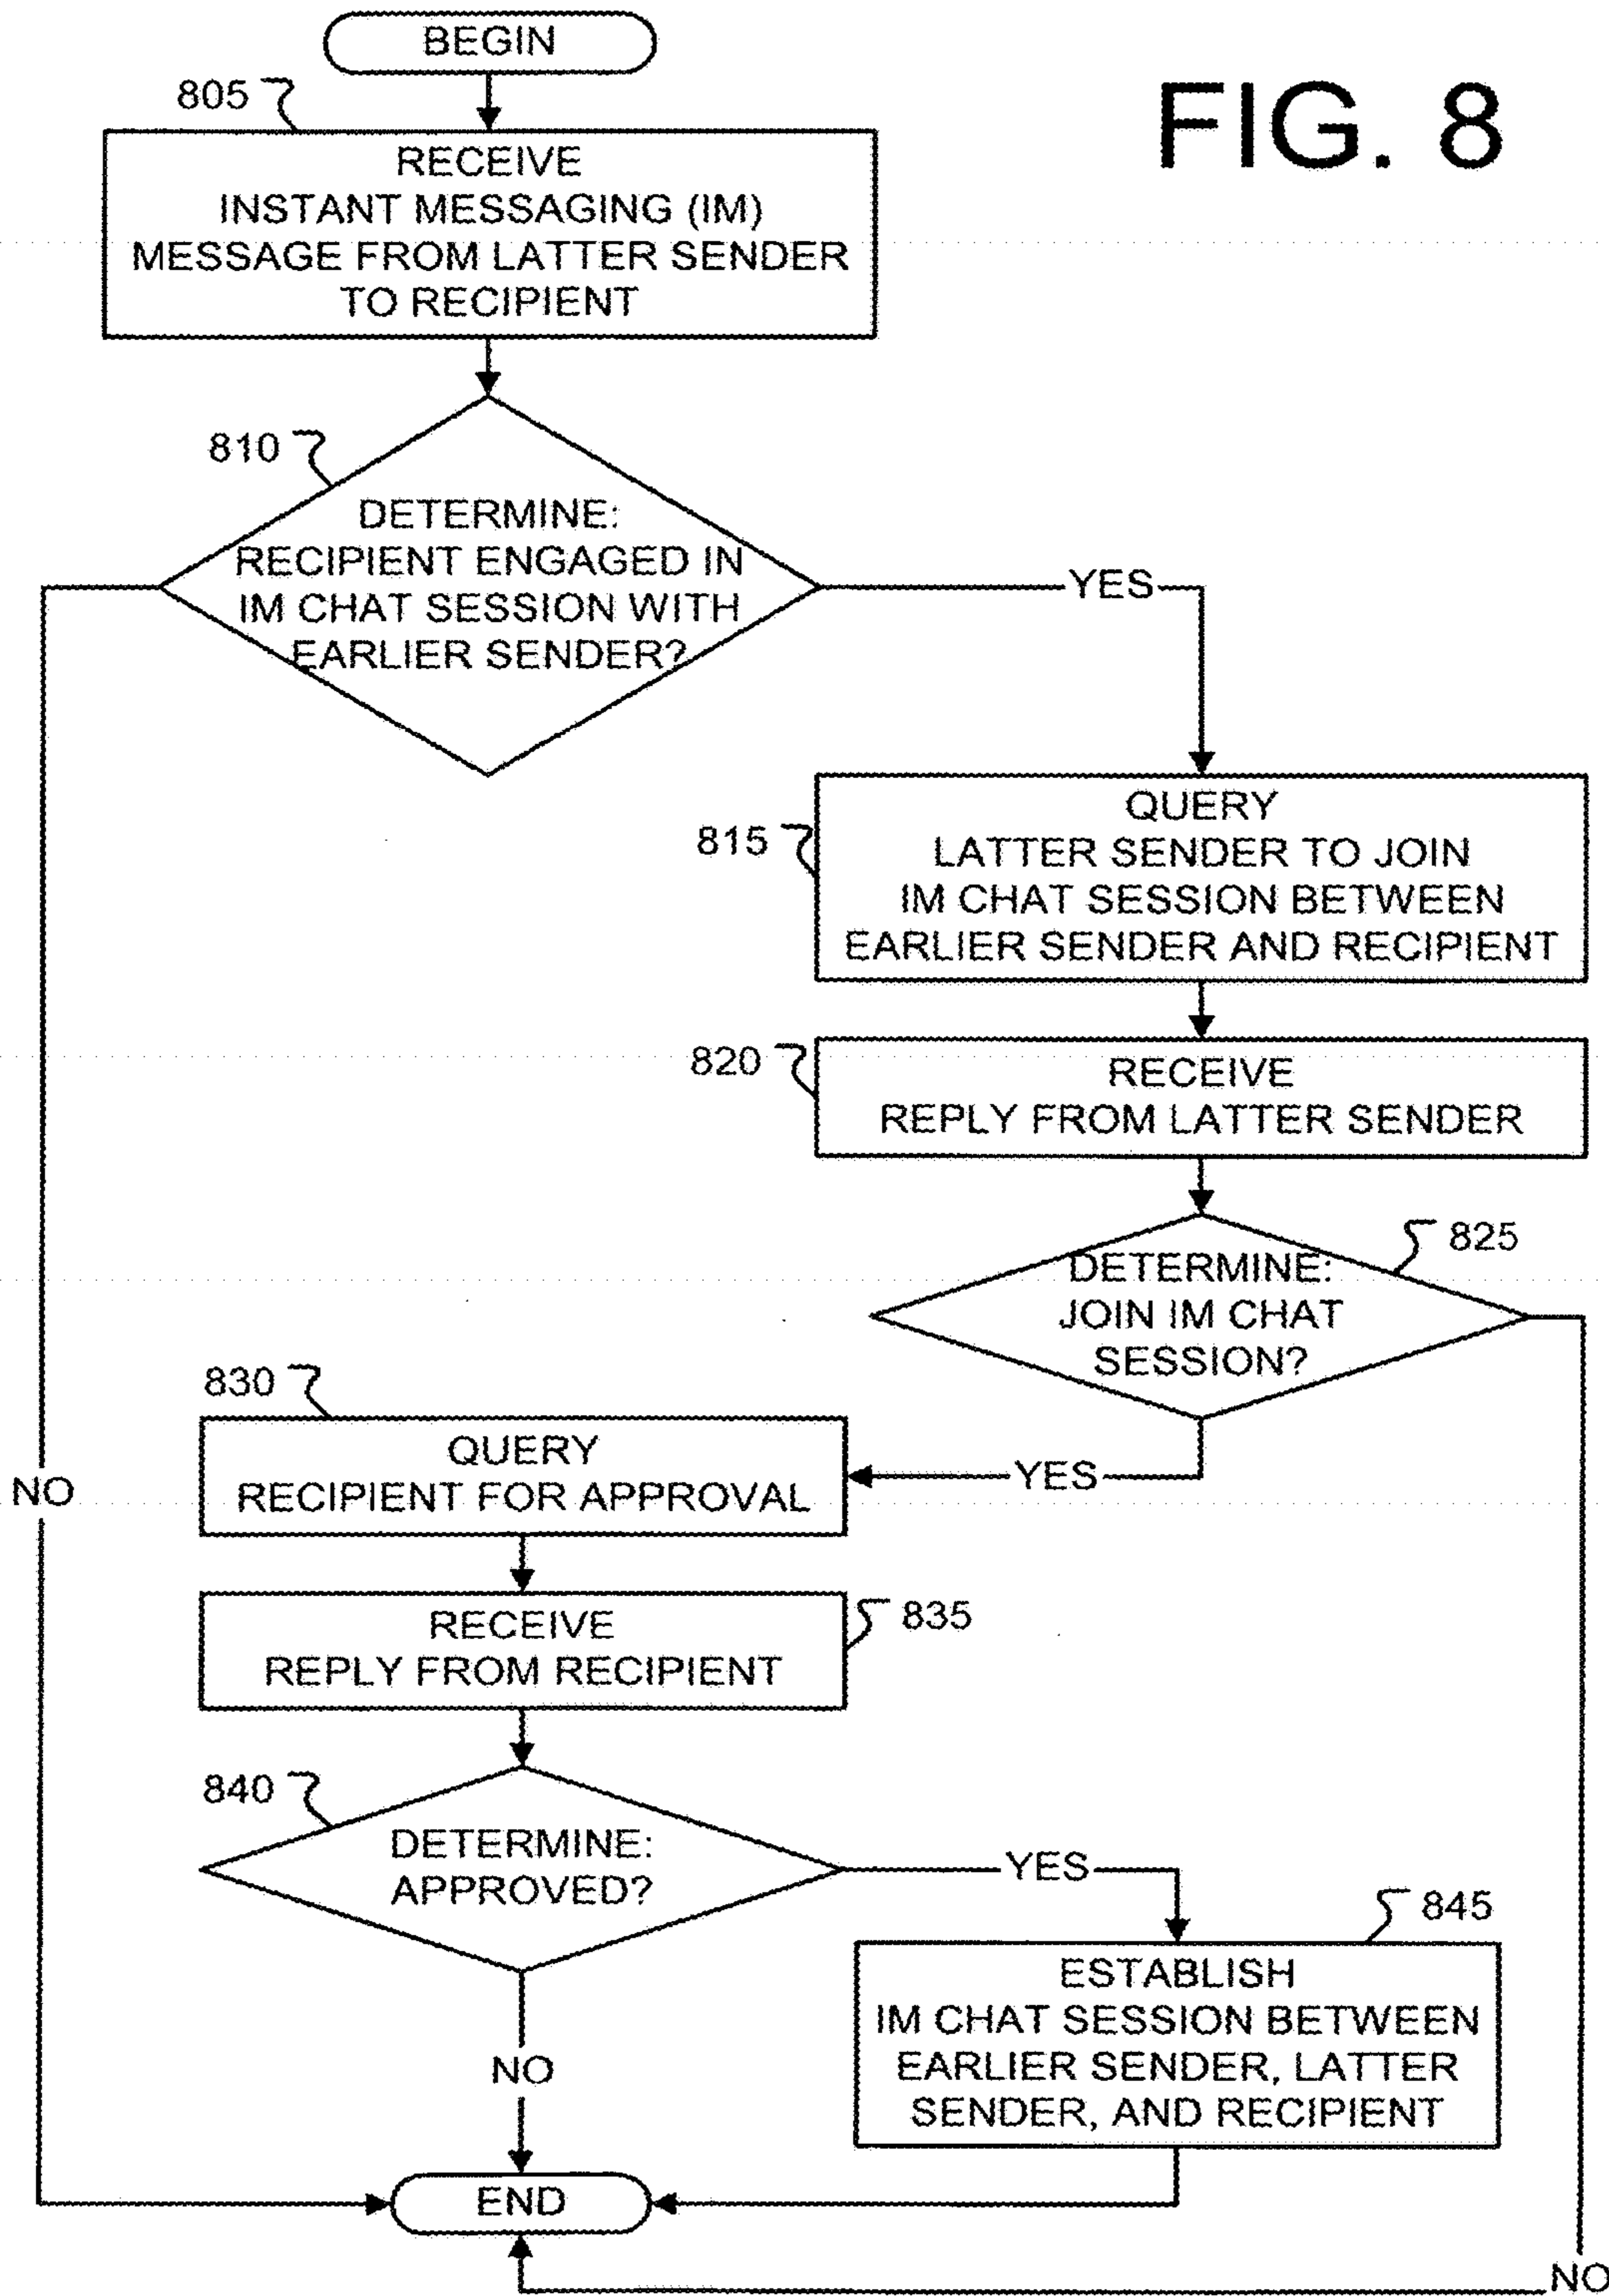 BEGIN
FIG. 8
805
RECEIVE
INSTANT MESSAGING (IM)
MESSAGE FROM LATTER SENDER
TO RECIPIENT
810
DETERMINE:
RECIPIENT ENGAGED IN
IM CHAT SESSION WITH
EARLIER SENDER?
YES
815
QUERY
LATTER SENDER TO JOIN
IM CHAT SESSION BETWEEN
EARLIER SENDER AND RECIPIENT
820
RECEIVE
REPLY FROM LATTER SENDER
825
DETERMINE:
JOIN IM CHAT
SESSION?
YES
830
QUERY
RECIPIENT FOR APPROVAL
NO
835
RECEIVE
REPLY FROM RECIPIENT
840
DETERMINE:
APPROVED?
YES
845
ESTABLISH
IM CHAT SESSION BETWEEN
EARLIER SENDER, LATTER
SENDER, AND RECIPIENT
NO
END
NO